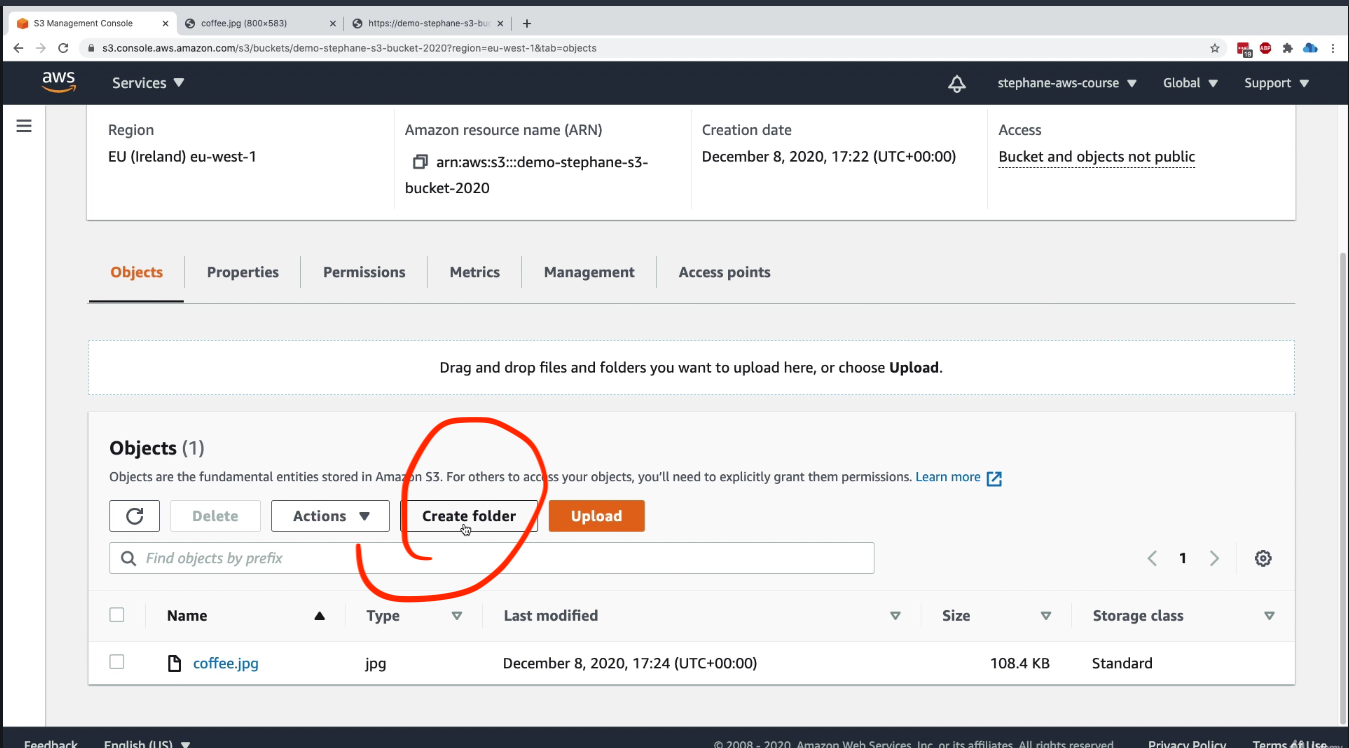 S3 Management Console
coffee.jpg (800×583)
https://demo-stephane-s3-bu
s3.console.aws.amazon.com/s3/buckets/demo-stephane-s3-bucket-2020?region=eu-west-1&tab=objects
19
ABP
aws
Services
stephane-aws-course
Global
Support
Region
Amazon resource name (ARN)
Creation date
Access
EU (Ireland) eu-west-1
arn:aws:s3:::demo-stephane-s3-
bucket-2020
December 8, 2020, 17:22 (UTC+00:00)
Bucket and objects not public
Objects
Properties
Permissions
Metrics
Management
Access points
Drag and drop files and folders you want to upload here, or choose Upload.
Objects (1)
Objects are the fundamental entities stored in Amazon S3. For others to access your objects, you’ll need to explicitly grant them permissions. Learn more
Delete
Actions
Create folder
Upload
Find objects by prefix
1
Name
Type
Last modified
Size
Storage class
coffee.jpg
jpg
December 8, 2020, 17:24 (UTC+00:00)
108.4 KB
Standard
Feedback
English (US)
© 2008 - 2020, Amazon Web Services, Inc. or its affiliates. All rights reserved.
Privacy Policy
Terms of Use